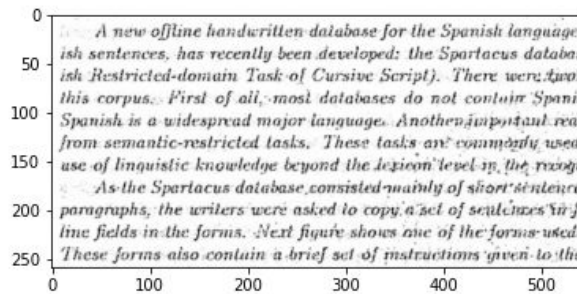 0
50
100
150
200
250
A new offline handwritten database for the Spanish language
ish sentences, has recently been developed: the Spartacus databas
ish Restricted-domain Task of Cursive Script). There were two
this corpus. First of all, most databases do not contain Spani
Spanish is a widespread major language. Another important rea
from semantic-restricted tasks. These tasks are commonly used
use of linguistic knowledge beyond the lexicon level in the recog
As the Spartacus database consisted mainly of short sentence
paragraphs, the writers were asked to copy a set of sentences in f
line fields in the forms. Next figure shows one of the forms used
These forms also contain a brief set of instructions given to the
0 100 200 300 400 500